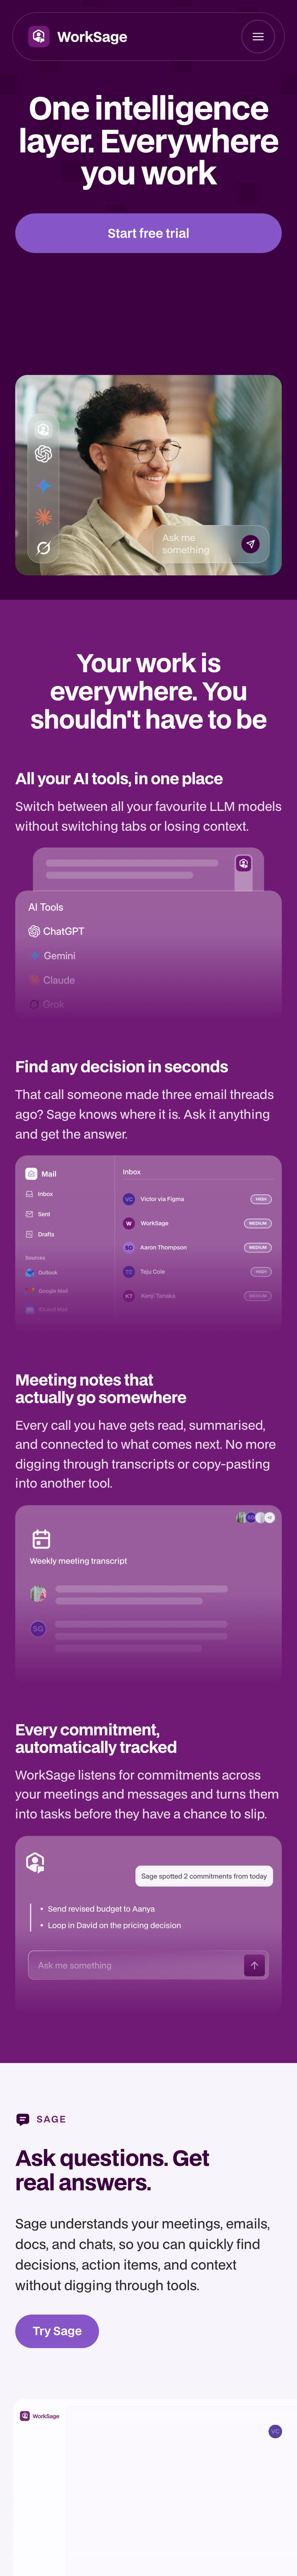 WorkSage
One intelligence
layer. Everywhere
you work
Start free trial
Ask me
something
Your work is
everywhere. You
shouldn't have to be
All your AI tools, in one place
Switch between all your favourite LLM models
without switching tabs or losing context.
AI Tools
ChatGPT
Gemini
Claude
Grok
Find any decision in seconds
That call someone made three email threads
ago? Sage knows where it is. Ask it anything
and get the answer.
Mail
Inbox
Sent
Drafts
Sources
Outlook
Google Mail
iCloud Mail
Inbox
VC Victor via Figma HIGH
W WorkSage MEDIUM
SO Aaron Thompson MEDIUM
TC Teju Cole HIGH
KT Kenji Tanaka MEDIUM
Meeting notes that
actually go somewhere
Every call you have gets read, summarised,
and connected to what comes next. No more
digging through transcripts or copy-pasting
into another tool.
SG +2
Weekly meeting transcript
SG
Every commitment,
automatically tracked
WorkSage listens for commitments across
your meetings and messages and turns them
into tasks before they have a chance to slip.
Sage spotted 2 commitments from today
• Send revised budget to Aanya
• Loop in David on the pricing decision
Ask me something
SAGE
Ask questions. Get
real answers.
Sage understands your meetings, emails,
docs, and chats, so you can quickly find
decisions, action items, and context
without digging through tools.
Try Sage
WorkSage
VC